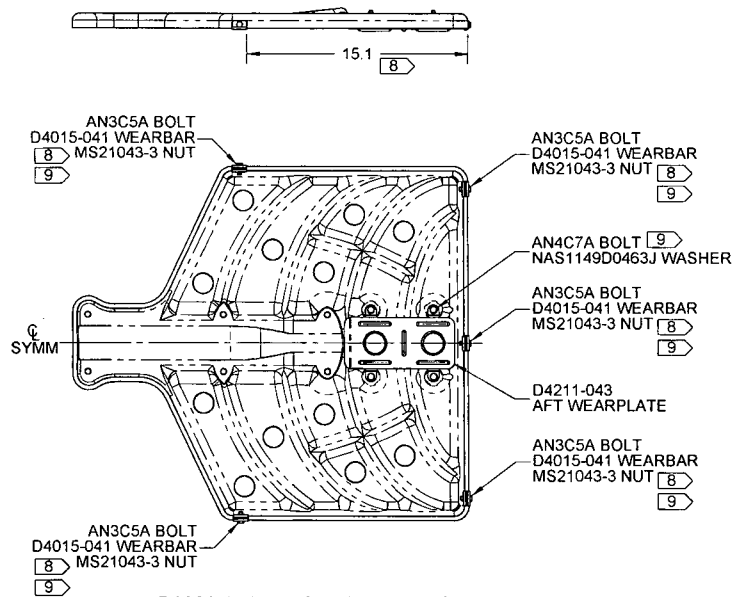 15.1
8
AN3C5A BOLT
D4015-041 WEARBAR
8 MS21043-3 NUT
9
AN3C5A BOLT
D4015-041 WEARBAR
MS21043-3 NUT 8
9
AN4C7A BOLT 9
NAS1149D0463J WASHER
AN3C5A BOLT
D4015-041 WEARBAR
MS21043-3 NUT 8
9
℄
SYMM
D4211-043
AFT WEARPLATE
AN3C5A BOLT
D4015-041 WEARBAR
MS21043-3 NUT 8
9
AN3C5A BOLT
D4015-041 WEARBAR
8 MS21043-3 NUT
9